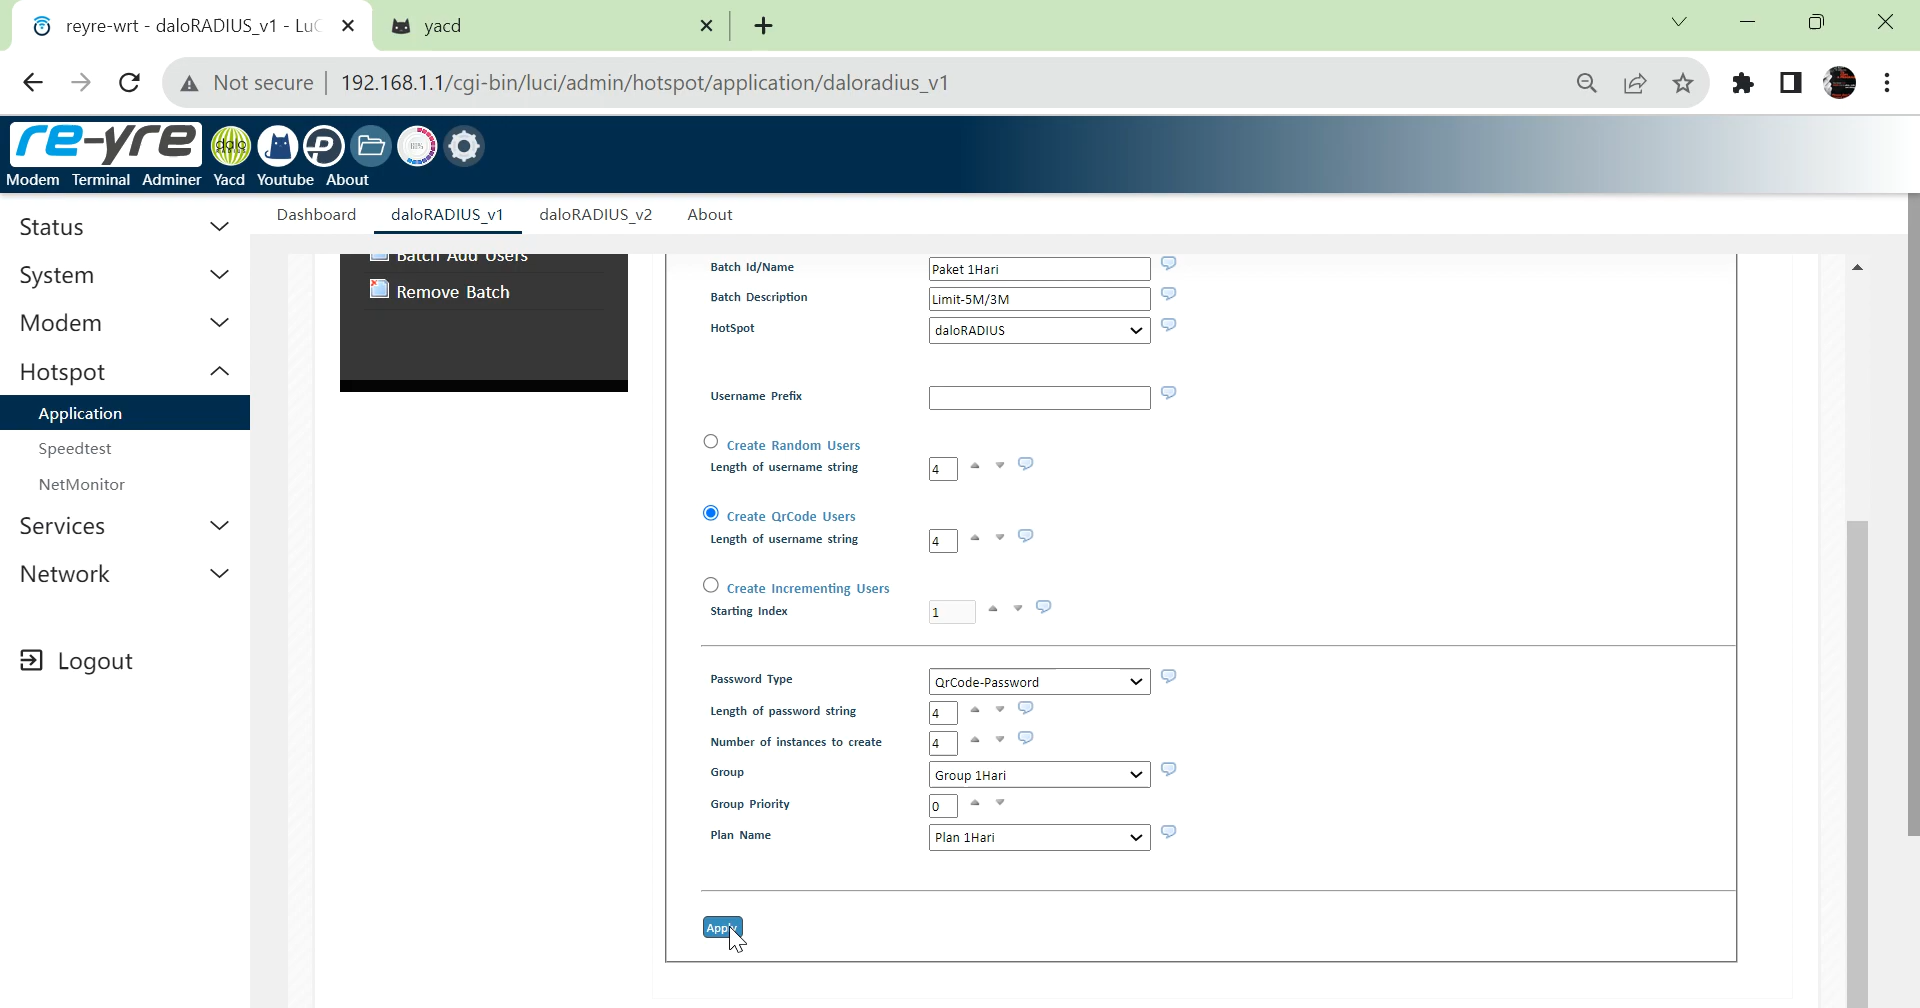 reyre-wrt - daloRADIUS_v1 - LuC
yacd
Not secure
192.168.1.1/cgi-bin/luci/admin/hotspot/application/daloradius_v1
re-yre
dalo
Modem Terminal Adminer Yacd Youtube About
Dashboard daloRADIUS_v1 daloRADIUS_v2 About
Status
System
Modem
Hotspot
Application
Speedtest
NetMonitor
Services
Network
Logout
Batch Add Users
Remove Batch
Batch Id/Name Paket 1Hari
Batch Description Limit-5M/3M
HotSpot daloRADIUS
Username Prefix
Create Random Users
Length of username string 4
Create QrCode Users
Length of username string 4
Create Incrementing Users
Starting Index 1
Password Type QrCode-Password
Length of password string 4
Number of instances to create 4
Group Group 1Hari
Group Priority 0
Plan Name Plan 1Hari
Apply